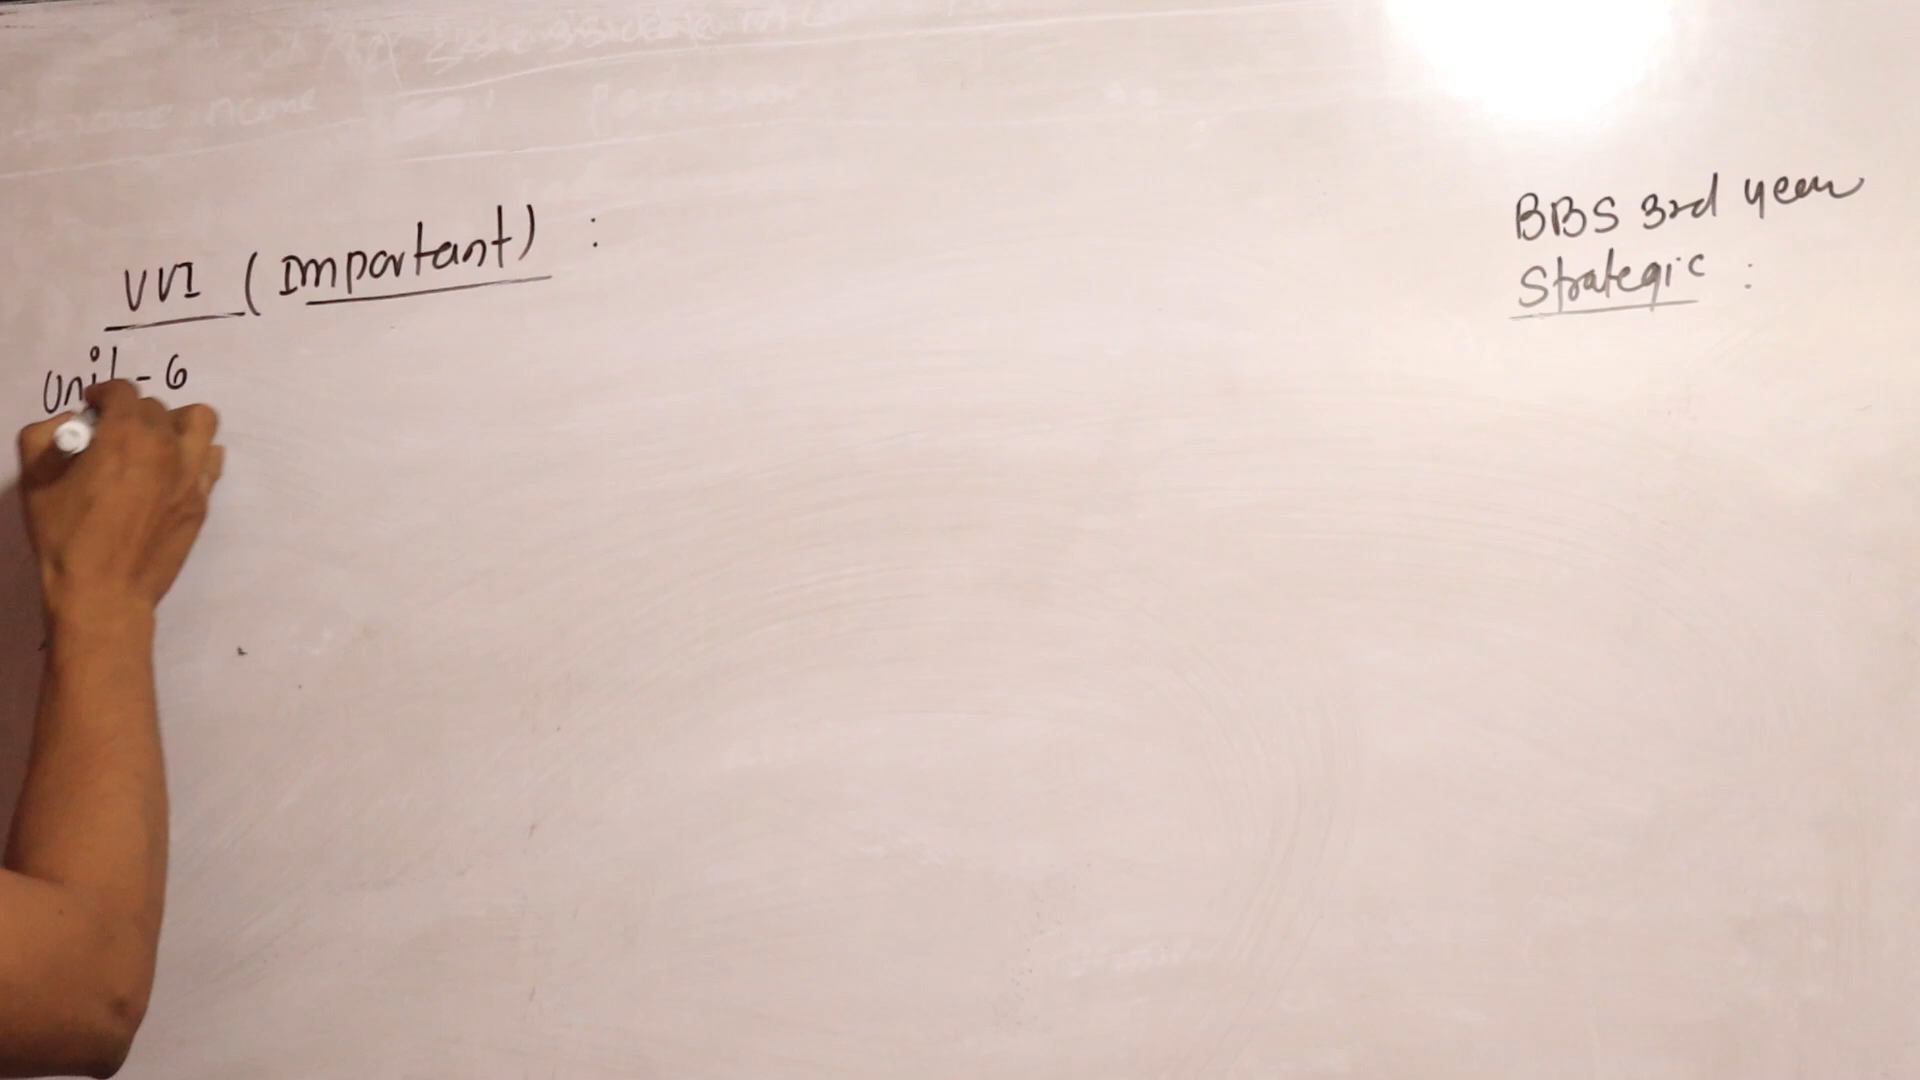 VVI (Important) :
Unit - 6
BBS 3rd year
Strategic :